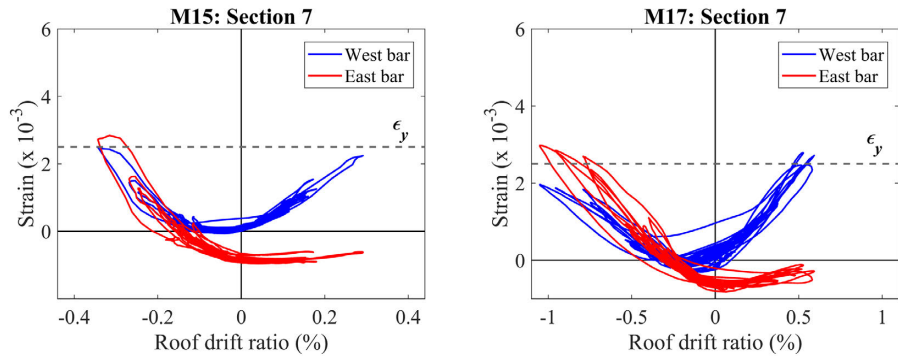 M15: Section 7
6
4
2
0
Strain (x 10⁻³)
West bar
East bar
ϵy
-0.4
-0.2
0
0.2
0.4
Roof drift ratio (%)
M17: Section 7
6
4
2
0
Strain (x 10⁻³)
West bar
East bar
ϵy
-1
-0.5
0
0.5
1
Roof drift ratio (%)